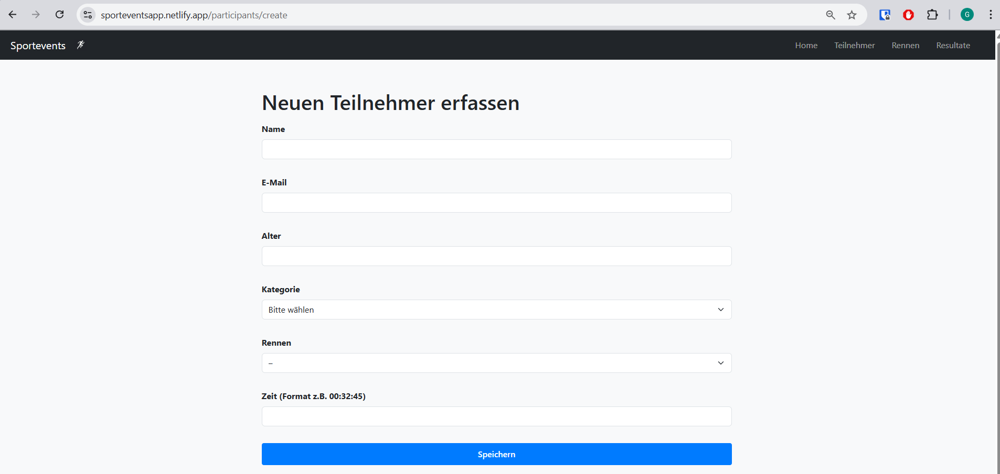 sporteventsapp.netlify.app/participants/create
G
Sportevents
Home Teilnehmer Rennen Resultate
Neuen Teilnehmer erfassen
Name
E-Mail
Alter
Kategorie
Bitte wählen
Rennen
–
Zeit (Format z.B. 00:32:45)
Speichern